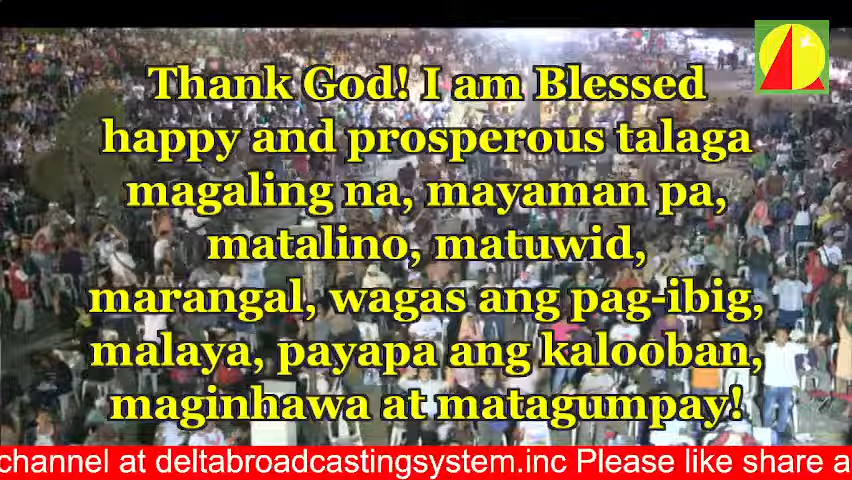 Thank God! I am Blessed
happy and prosperous talaga
magaling na, mayaman pa,
matalino, matuwid,
marangal, wagas ang pag-ibig,
malaya, payapa ang kalooban,
maginhawa at matagumpay!
channel at deltabroadcastingsystem.inc Please like share a